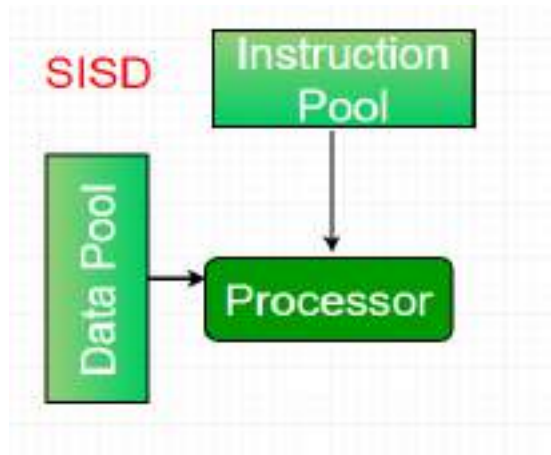 SISD
Instruction
Pool
Data Pool
Processor